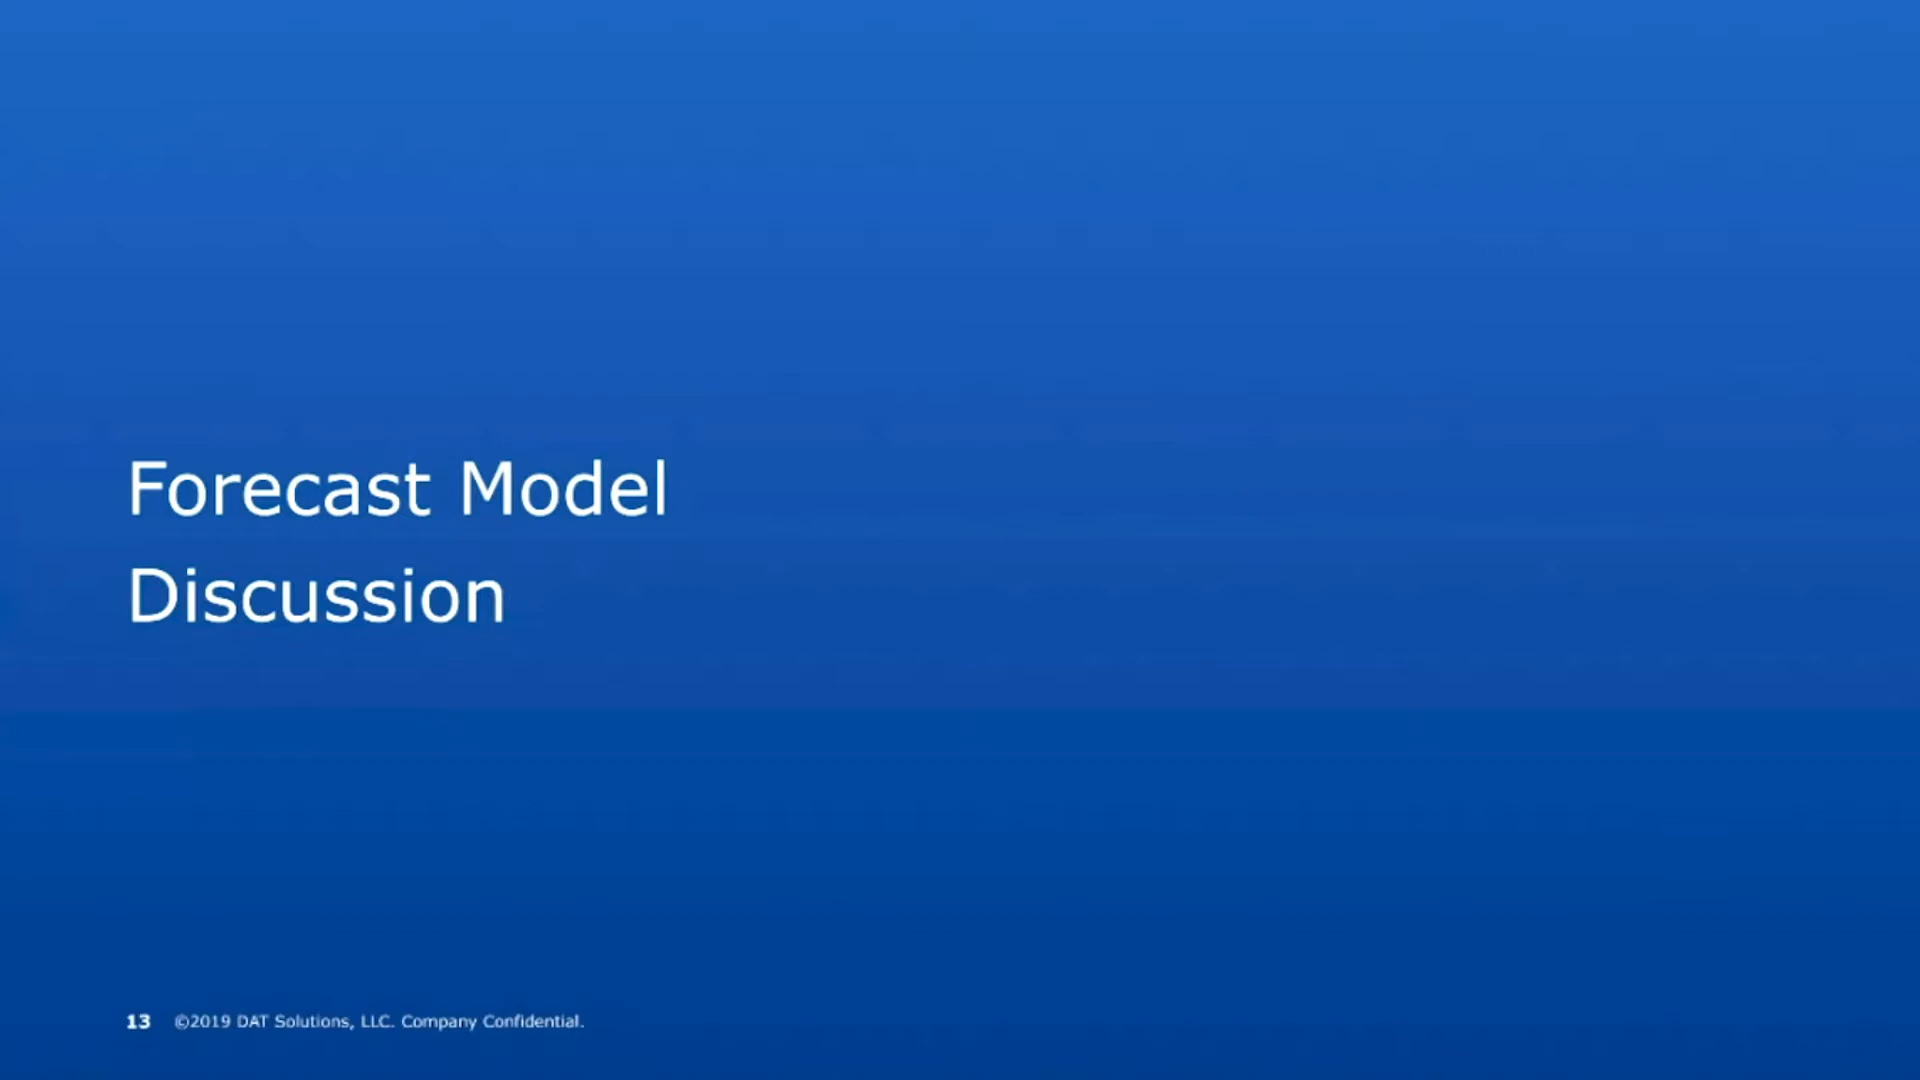 Forecast Model
Discussion
13 ©2019 DAT Solutions, LLC. Company Confidential.